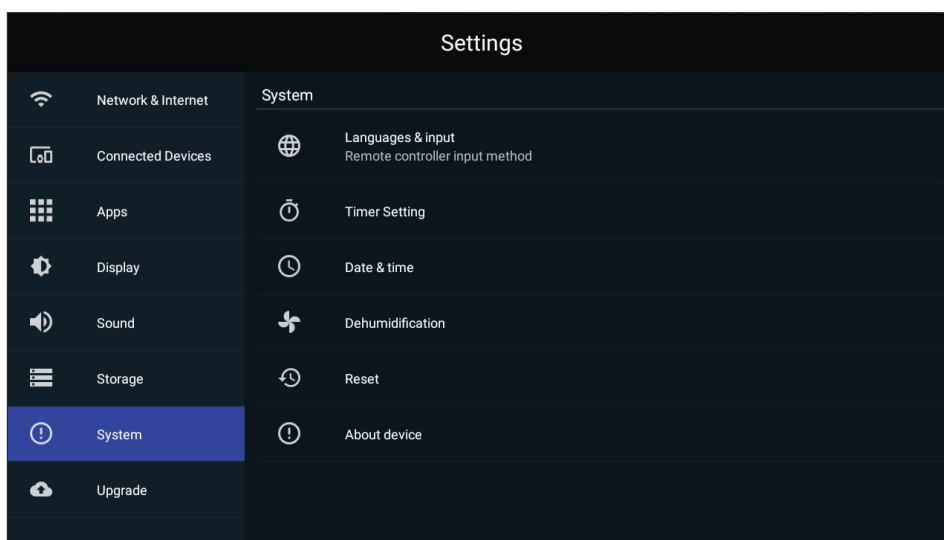 Settings
Network & Internet
Connected Devices
Apps
Display
Sound
Storage
System
Upgrade
System
Languages & input
Remote controller input method
Timer Setting
Date & time
Dehumidification
Reset
About device